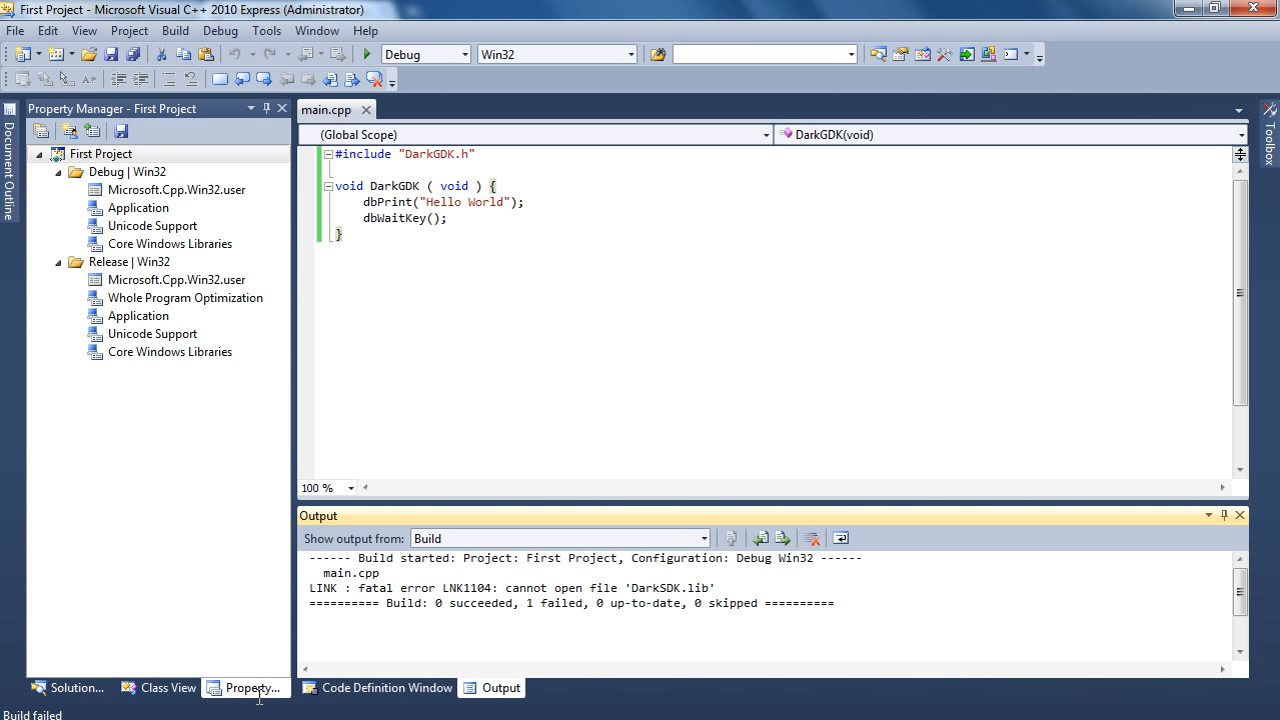 First Project - Microsoft Visual C++ 2010 Express (Administrator)
File Edit View Project Build Debug Tools Window Help
Debug Win32
Document Outline
Property Manager - First Project
First Project
Debug | Win32
Microsoft.Cpp.Win32.user
Application
Unicode Support
Core Windows Libraries
Release | Win32
Microsoft.Cpp.Win32.user
Whole Program Optimization
Application
Unicode Support
Core Windows Libraries
Solution... Class View Property...
main.cpp
(Global Scope) DarkGDK(void)
#include "DarkGDK.h"
void DarkGDK ( void ) {
dbPrint("Hello World");
dbWaitKey();
}
100 %
Toolbox
Output
Show output from: Build
------ Build started: Project: First Project, Configuration: Debug Win32 ------
main.cpp
LINK : fatal error LNK1104: cannot open file 'DarkSDK.lib'
========== Build: 0 succeeded, 1 failed, 0 up-to-date, 0 skipped ==========
Code Definition Window Output
Build failed